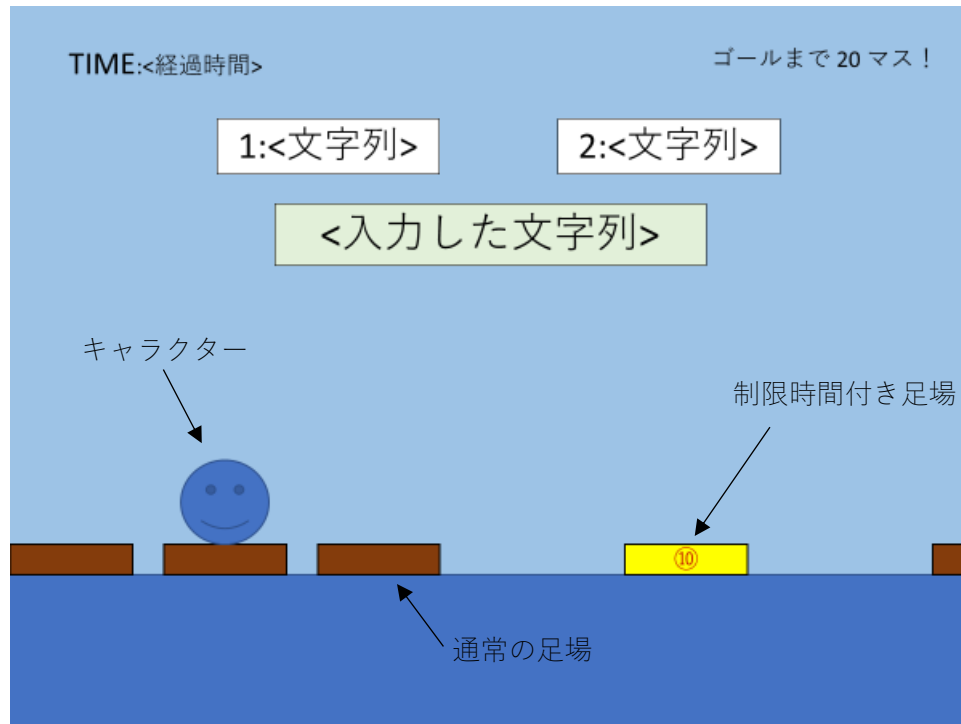 TIME:<経過時間>
ゴールまで 20 マス！
1:<文字列>
2:<文字列>
<入力した文字列>
キャラクター
制限時間付き足場
⑩
通常の足場